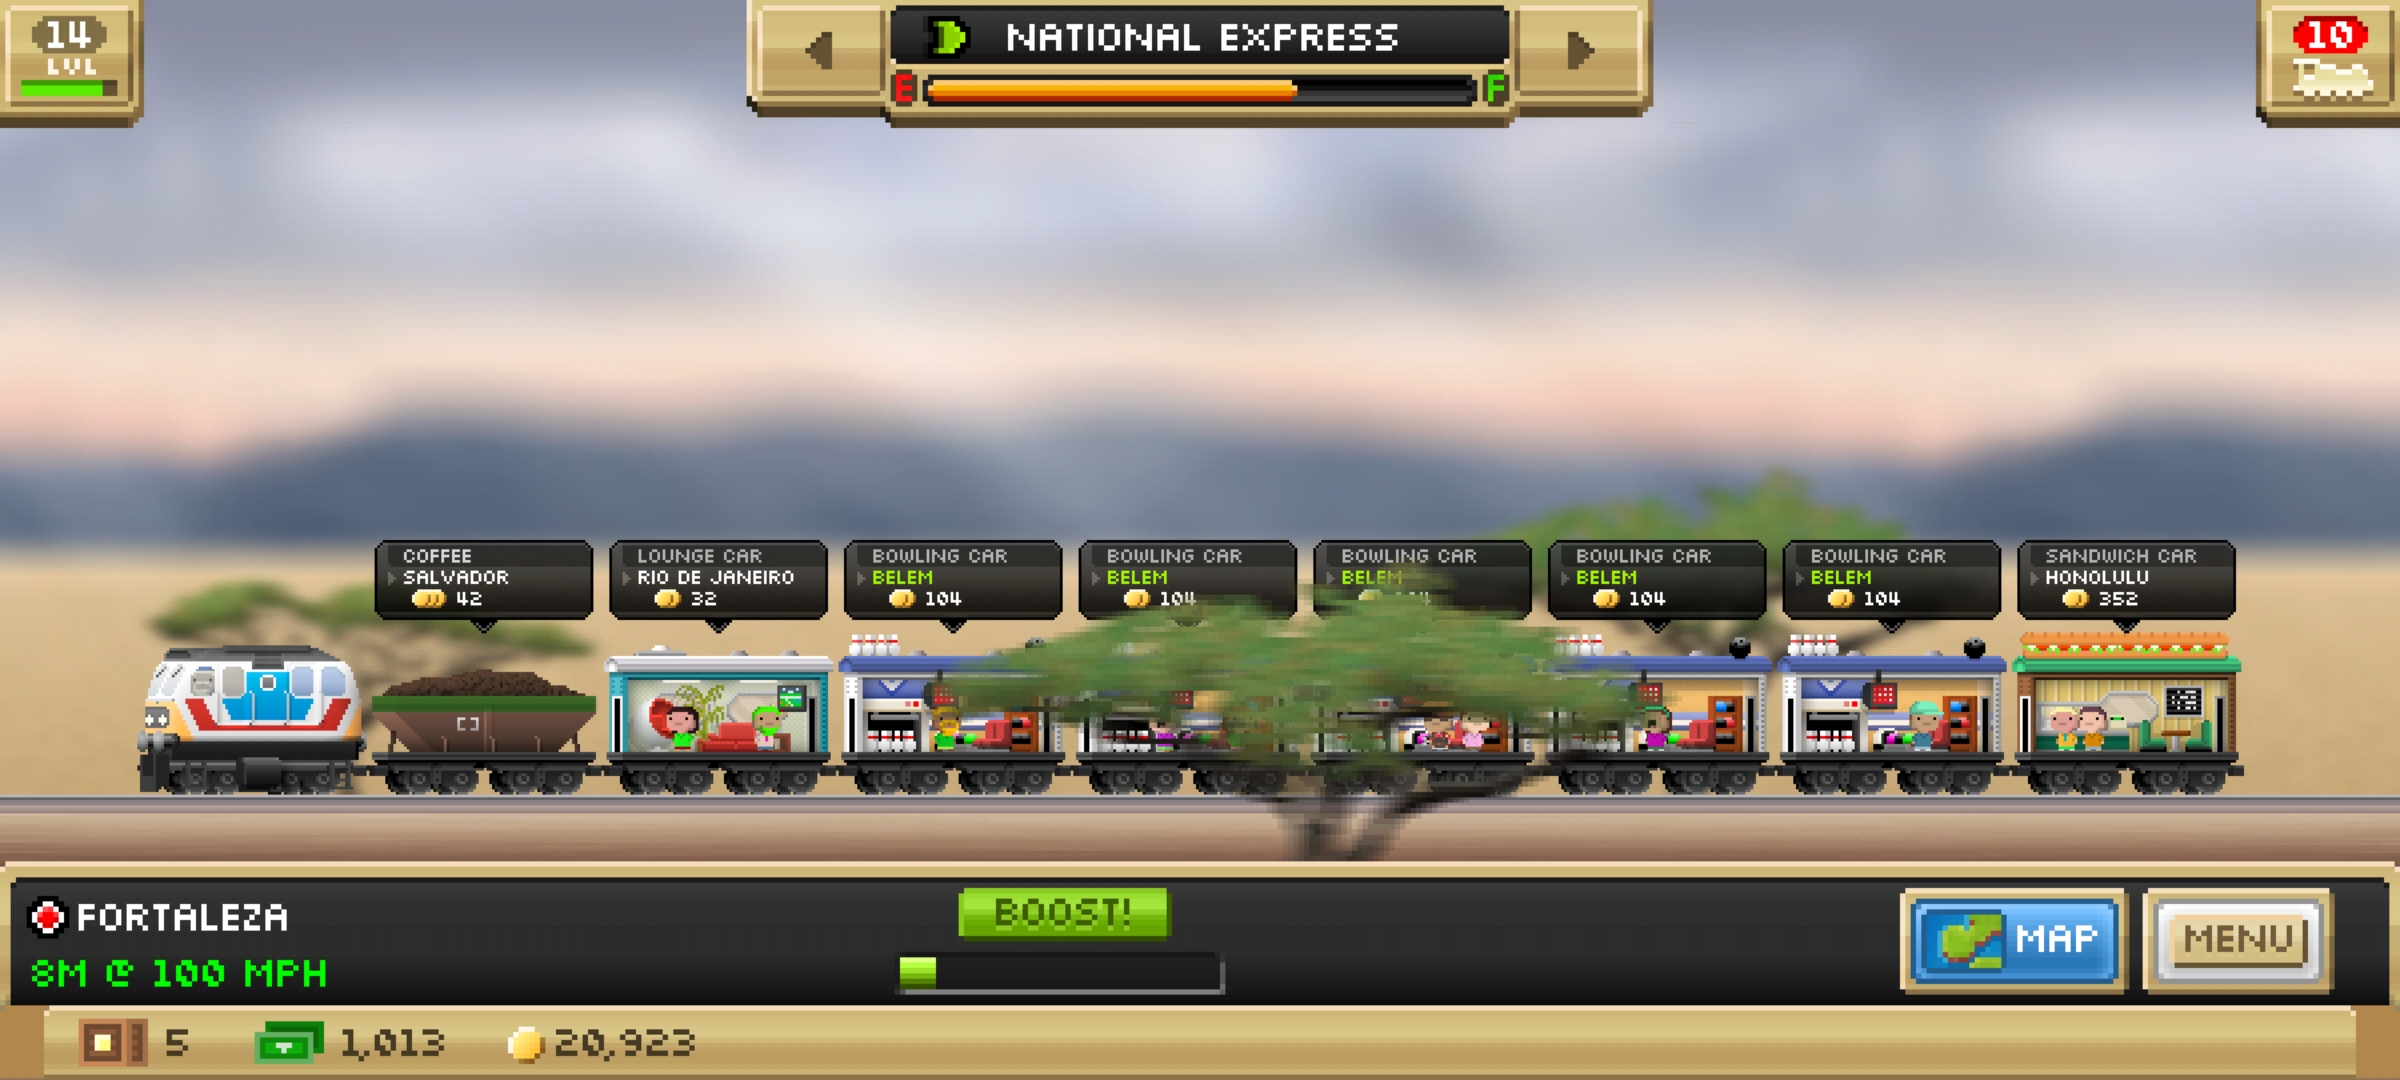 14
LVL
NATIONAL EXPRESS
E F
10
COFFEE
SALVADOR
42
LOUNGE CAR
RIO DE JANEIRO
32
BOWLING CAR
BELEM
104
BOWLING CAR
BELEM
104
BOWLING CAR
BELEM
BOWLING CAR
BELEM
104
BOWLING CAR
BELEM
104
SANDWICH CAR
HONOLULU
352
FORTALEZA
8M @ 100 MPH
BOOST!
MAP
MENU
5 1,013 20,923